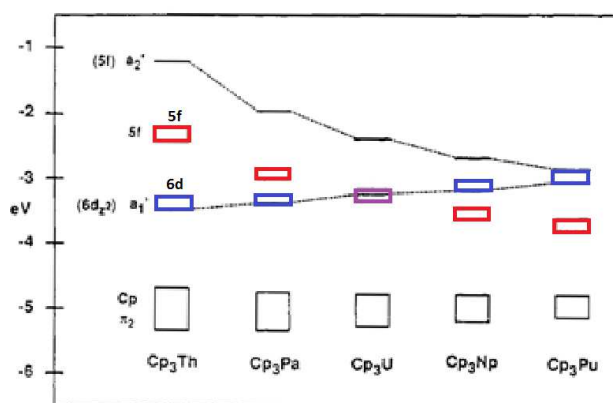 -1
(5f) a₂'
-2
5f
5f
-3
6d
(6d_z²) a₁'
eV
-4
Cp
π₂
-5
Cp₃Th Cp₃Pa Cp₃U Cp₃Np Cp₃Pu
-6